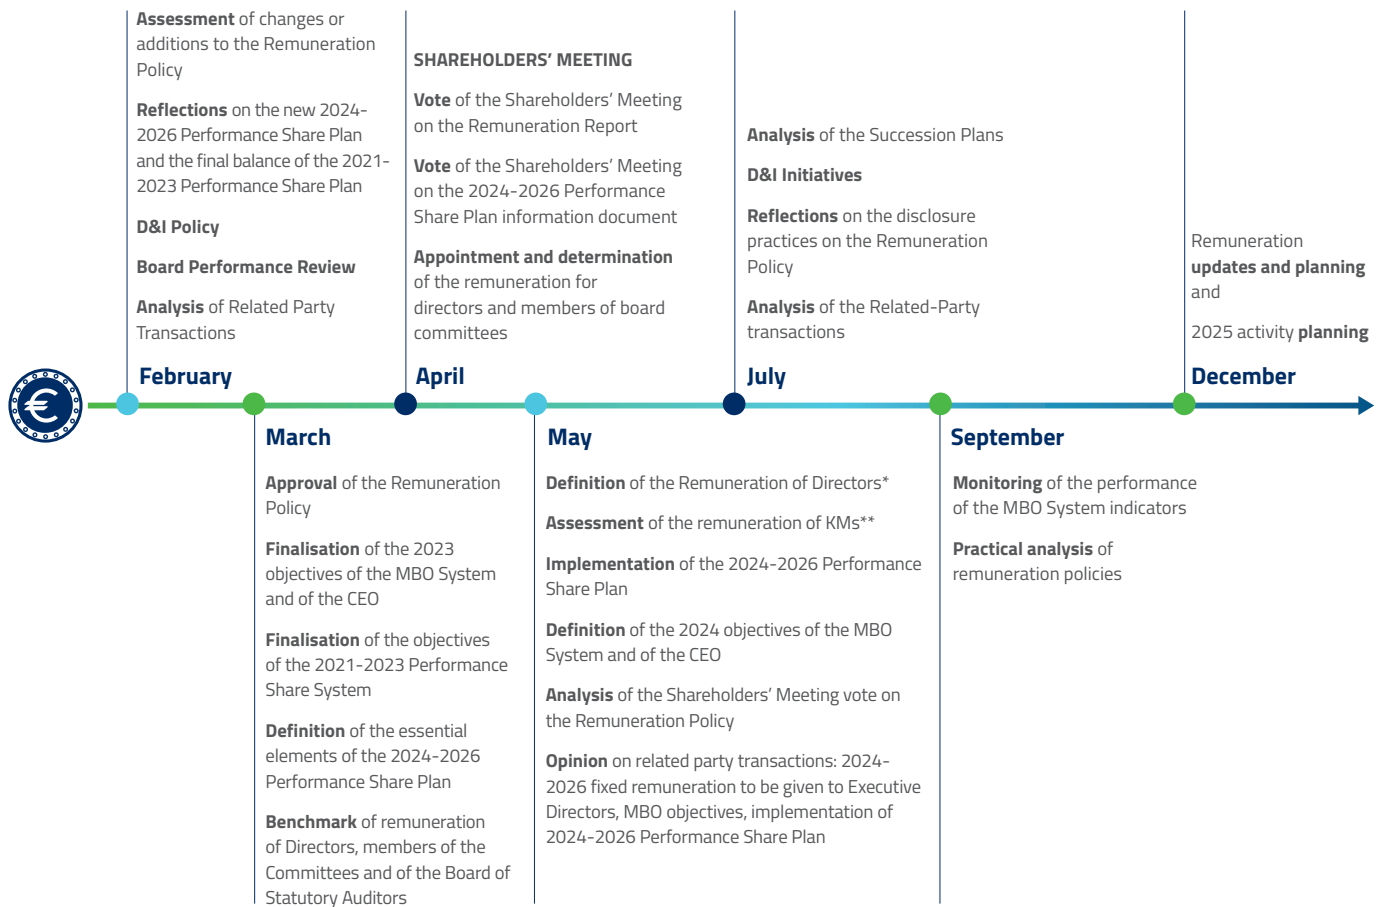 Assessment of changes or
additions to the Remuneration
Policy
Reflections on the new 2024-
2026 Performance Share Plan
and the final balance of the 2021-
2023 Performance Share Plan
D&I Policy
Board Performance Review
Analysis of Related Party
Transactions
February
SHAREHOLDERS' MEETING
Vote of the Shareholders' Meeting
on the Remuneration Report
Vote of the Shareholders' Meeting
on the 2024-2026 Performance
Share Plan information document
Appointment and determination
of the remuneration for
directors and members of board
committees
April
Analysis of the Succession Plans
D&I Initiatives
Reflections on the disclosure
practices on the Remuneration
Policy
Analysis of the Related-Party
transactions
July
Remuneration
updates and planning
and
2025 activity planning
December
€
March
Approval of the Remuneration
Policy
Finalisation of the 2023
objectives of the MBO System
and of the CEO
Finalisation of the objectives
of the 2021-2023 Performance
Share System
Definition of the essential
elements of the 2024-2026
Performance Share Plan
Benchmark of remuneration
of Directors, members of the
Committees and of the Board of
Statutory Auditors
May
Definition of the Remuneration of Directors*
Assessment of the remuneration of KMs**
Implementation of the 2024-2026 Performance
Share Plan
Definition of the 2024 objectives of the MBO
System and of the CEO
Analysis of the Shareholders' Meeting vote on
the Remuneration Policy
Opinion on related party transactions: 2024-
2026 fixed remuneration to be given to Executive
Directors, MBO objectives, implementation of
2024-2026 Performance Share Plan
September
Monitoring of the performance
of the MBO System indicators
Practical analysis of
remuneration policies